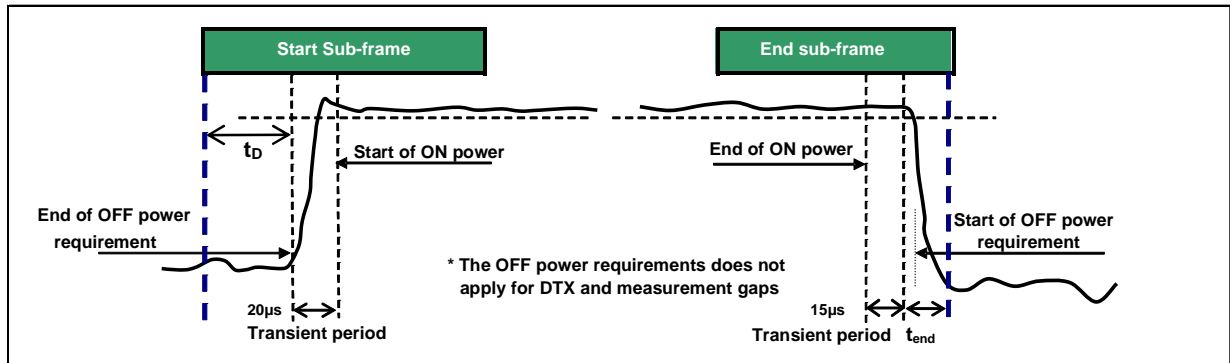 Start Sub-frame
End sub-frame
tD
Start of ON power
End of ON power
End of OFF power
requirement
Start of OFF power
requirement
* The OFF power requirements does not
apply for DTX and measurement gaps
20µs
Transient period
15µs
Transient period
tend